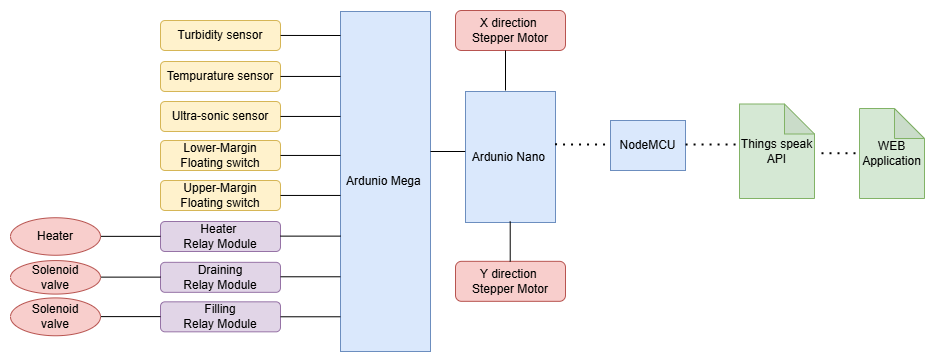 Turbidity sensor
Tempurature sensor
Ultra-sonic sensor
Lower-Margin
Floating switch
Upper-Margin
Floating switch
Heater
Heater
Relay Module
Solenoid
valve
Draining
Relay Module
Solenoid
valve
Filling
Relay Module
Ardunio Mega
X direction
Stepper Motor
Ardunio Nano
Y direction
Stepper Motor
NodeMCU
Things speak
API
WEB
Application